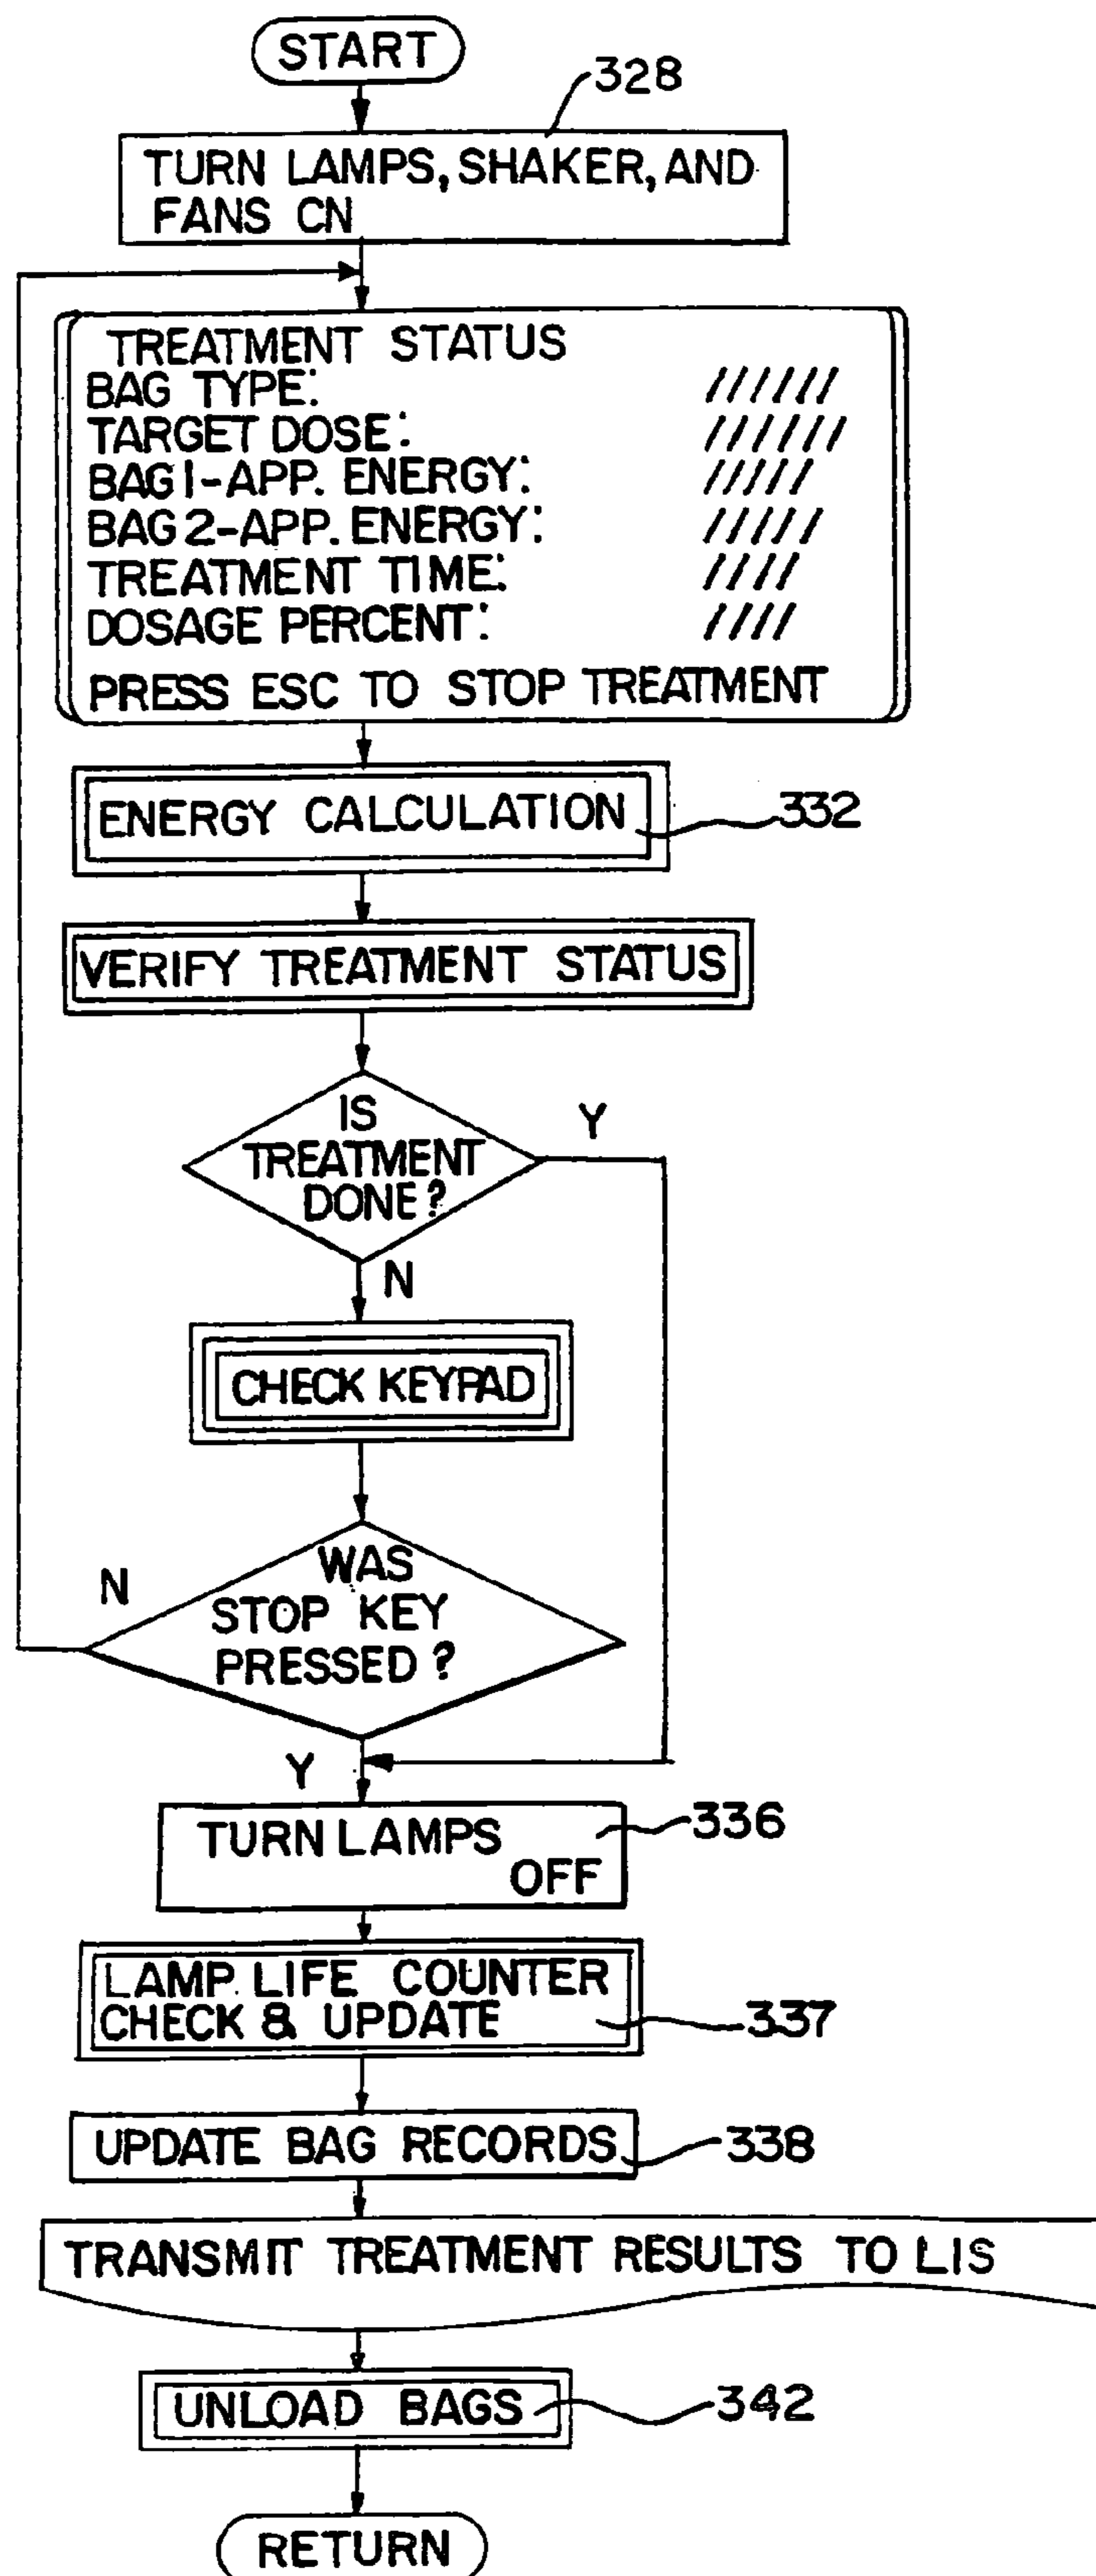 START
328
TURN LAMPS, SHAKER, AND
FANS CN
TREATMENT STATUS
BAG TYPE: //////
TARGET DOSE: ///////
BAG 1-APP. ENERGY: /////
BAG 2-APP. ENERGY: //////
TREATMENT TIME: ////
DOSAGE PERCENT: ////
PRESS ESC TO STOP TREATMENT
ENERGY CALCULATION
332
VERIFY TREATMENT STATUS
IS
TREATMENT
DONE?
Y
N
CHECK KEYPAD
WAS
STOP KEY
PRESSED?
N
Y
TURN LAMPS
OFF
336
LAMP LIFE COUNTER
CHECK & UPDATE
337
UPDATE BAG RECORDS
338
TRANSMIT TREATMENT RESULTS TO LIS
UNLOAD BAGS
342
RETURN